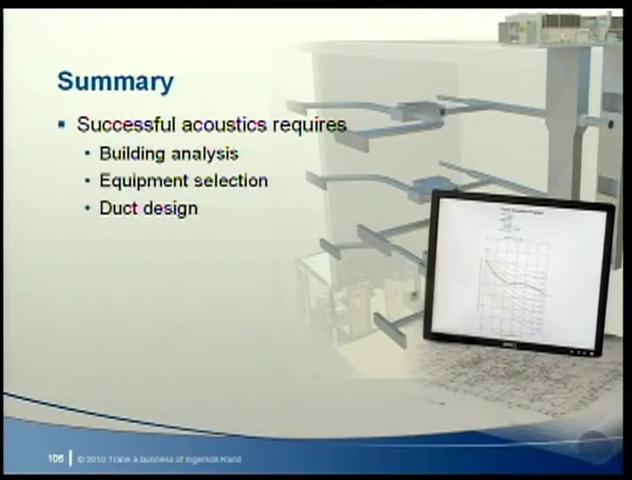 Summary
Successful acoustics requires
Building analysis
Equipment selection
Duct design
106 © 2010 Trane a business of Ingersoll Rand